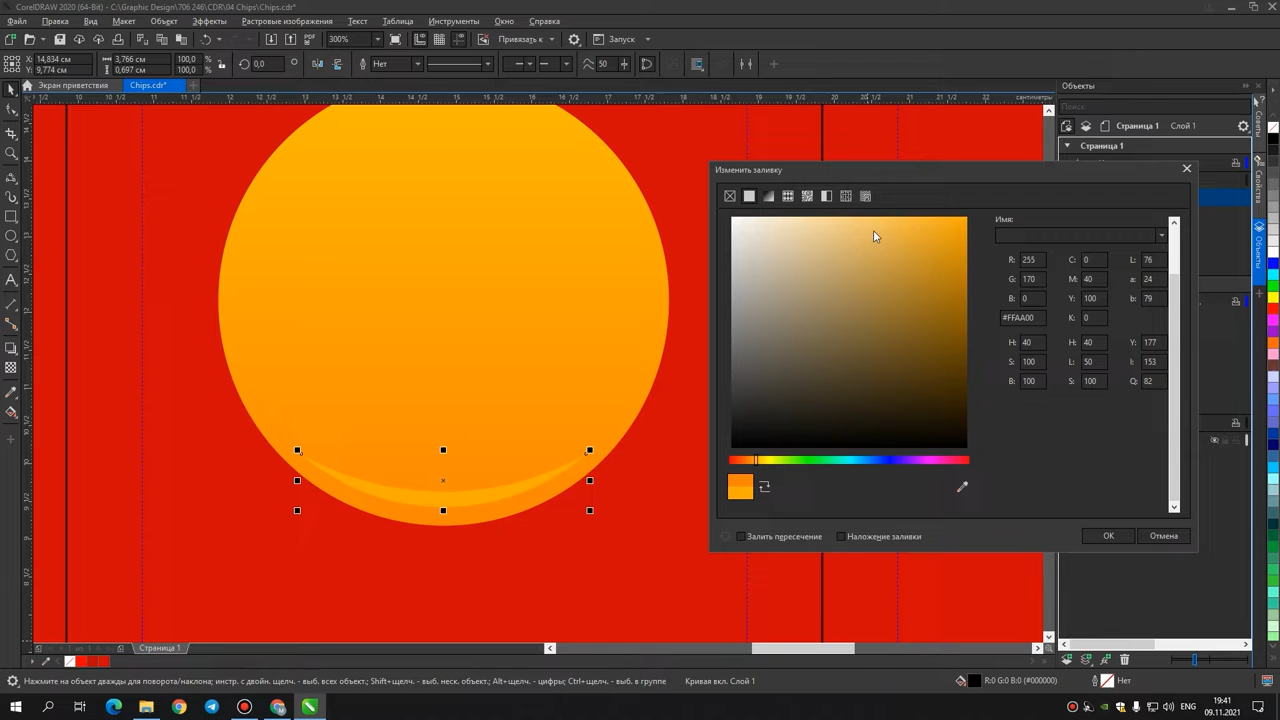 CorelDRAW 2020 (64-Bit) - C:\Graphic Design\706 246\CDR\04 Chips\Chips.cdr*
Файл Правка Вид Макет Объект Эффекты Растровые изображения Текст Таблица Инструменты Окно Справка
PDF 300% Привязать к Запуск
X: 14,834 см 3,766 см 100,0 %
Y: 9,774 см 0,697 см 100,0 %
0,0 ° Нет 50
Экран приветствия Chips.cdr*
сантиметры
Объекты
Поиск
Страница 1 Слой 1
Страница 1
Советы
Свойства
Объекты
Изменить заливку
Имя:
R: 255 C: 0 L: 76
G: 170 M: 40 a: 24
B: 0 Y: 100 b: 79
#FFAA00 K: 0
H: 40 H: 40 Y: 177
S: 100 L: 50 I: 153
B: 100 S: 100 Q: 82
Залить пересечение Наложение заливки OK Отмена
Страница 1
Нажмите на объект дважды для поворота/наклона; инстр. с двойн. щелч. - выб. всех объект.; Shift+щелч. - выб. неск. объект.; Alt+щелч. - цифры; Ctrl+щелч. - выб. в группе
Кривая вкл. Слой 1
R:0 G:0 B:0 (#000000) Нет
19:41
09.11.2021